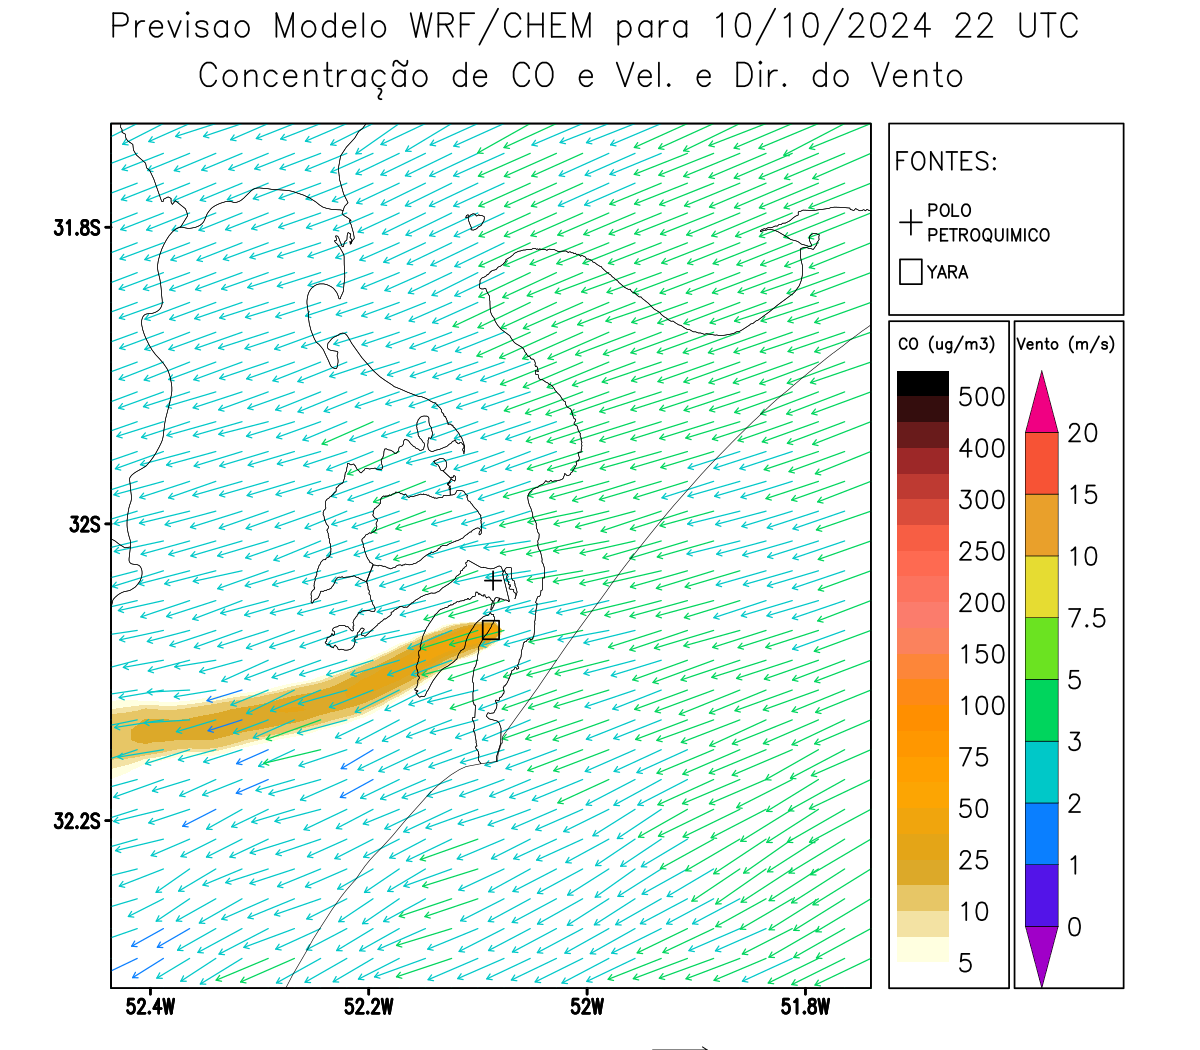 Previsao Modelo WRF/CHEM para 10/10/2024 22 UTC
Concentração de CO e Vel. e Dir. do Vento
FONTES:
POLO
PETROQUIMICO
YARA
31.8S
32S
32.2S
52.4W
52.2W
52W
51.8W
CO (ug/m3)
500
400
300
250
200
150
100
75
50
25
10
5
Vento (m/s)
20
15
10
7.5
5
3
2
1
0